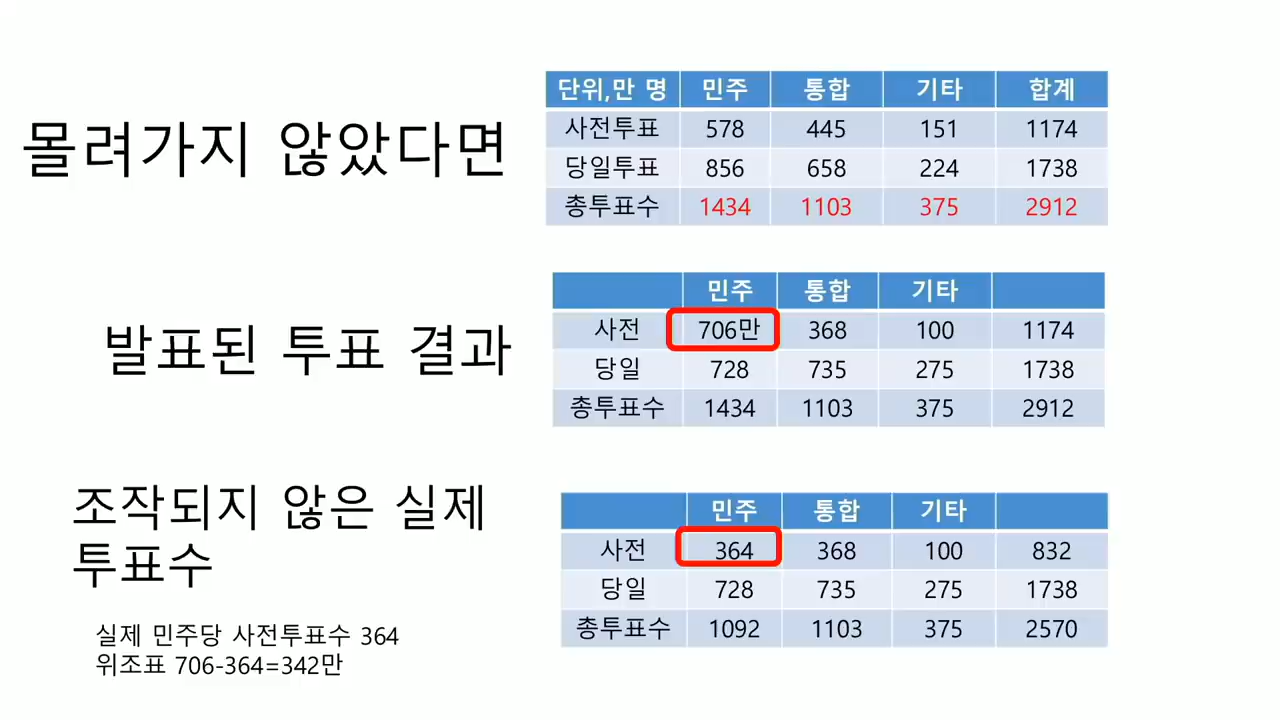 몰려가지 않았다면
단위,만 명 민주 통합 기타 합계
사전투표 578 445 151 1174
당일투표 856 658 224 1738
총투표수 1434 1103 375 2912
발표된 투표 결과
민주 통합 기타
사전 706만 368 100 1174
당일 728 735 275 1738
총투표수 1434 1103 375 2912
조작되지 않은 실제
투표수
민주 통합 기타
사전 364 368 100 832
당일 728 735 275 1738
총투표수 1092 1103 375 2570
실제 민주당 사전투표수 364
위조표 706-364=342만